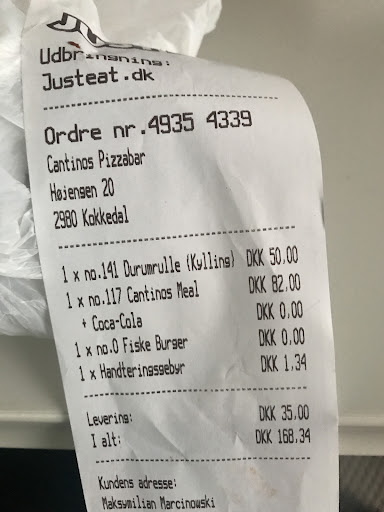 Udbringning:
Justeat.dk
Ordre nr.4935 4339
Cantinos Pizzabar
Højensen 20
2980 Kokkedal
1 x no.141 Durumrulle (Kylling) DKK 50,00
1 x no.117 Cantinos Meal DKK 82,00
+ Coca-Cola DKK 0,00
1 x no.0 Fiske Burger DKK 0,00
1 x Handteringsgebyr DKK 1,34
Levering: DKK 35,00
I alt: DKK 168,34
Kundens adresse:
Maksymilian Marcinowski